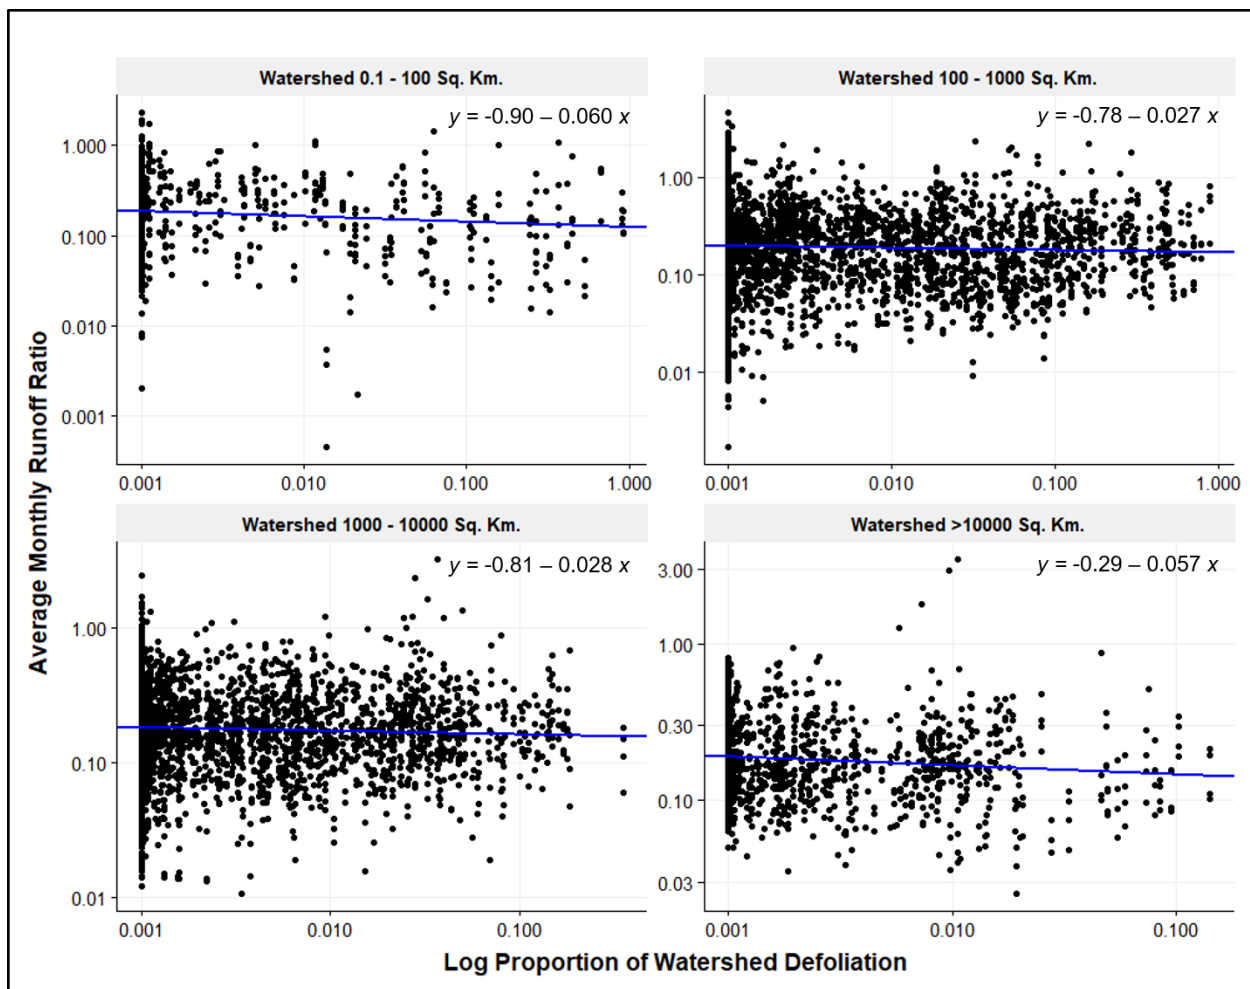 Watershed 0.1 - 100 Sq. Km.
y = -0.90 – 0.060 x
1.000
0.100
0.010
0.001
0.001 0.010 0.100 1.000
Watershed 100 - 1000 Sq. Km.
y = -0.78 – 0.027 x
1.00
0.10
0.01
0.001 0.010 0.100 1.000
Watershed 1000 - 10000 Sq. Km.
y = -0.81 – 0.028 x
1.00
0.10
0.01
0.001 0.010 0.100
Watershed >10000 Sq. Km.
y = -0.29 – 0.057 x
3.00
1.00
0.30
0.10
0.03
0.001 0.010 0.100
Average Monthly Runoff Ratio
Log Proportion of Watershed Defoliation